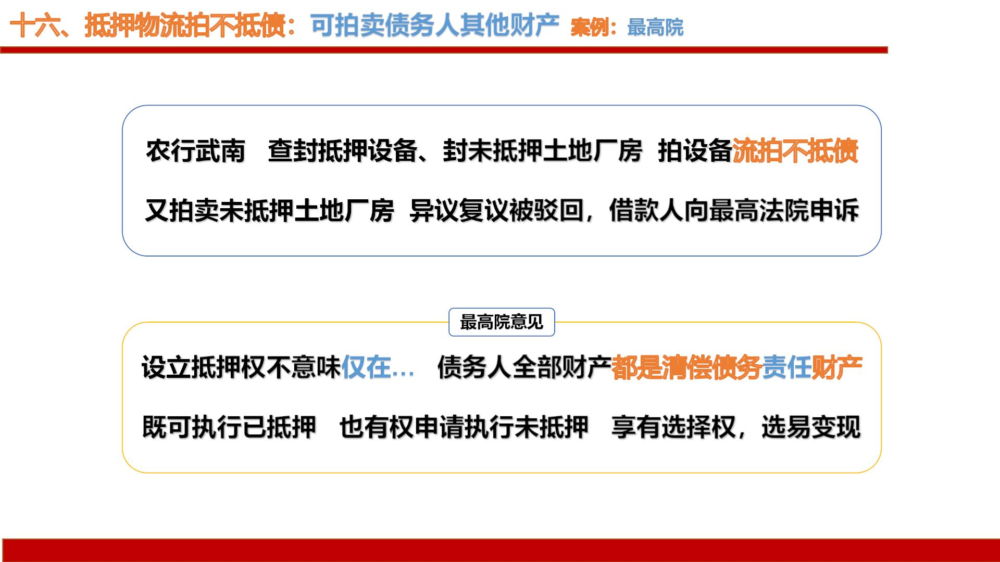 十六、抵押物流拍不抵债：可拍卖债务人其他财产 案例：最高院
农行武南 查封抵押设备、封未抵押土地厂房 拍设备流拍不抵债
又拍卖未抵押土地厂房 异议复议被驳回，借款人向最高法院申诉
最高院意见
设立抵押权不意味仅在… 债务人全部财产都是清偿债务责任财产
既可执行已抵押 也有权申请执行未抵押 享有选择权，选易变现